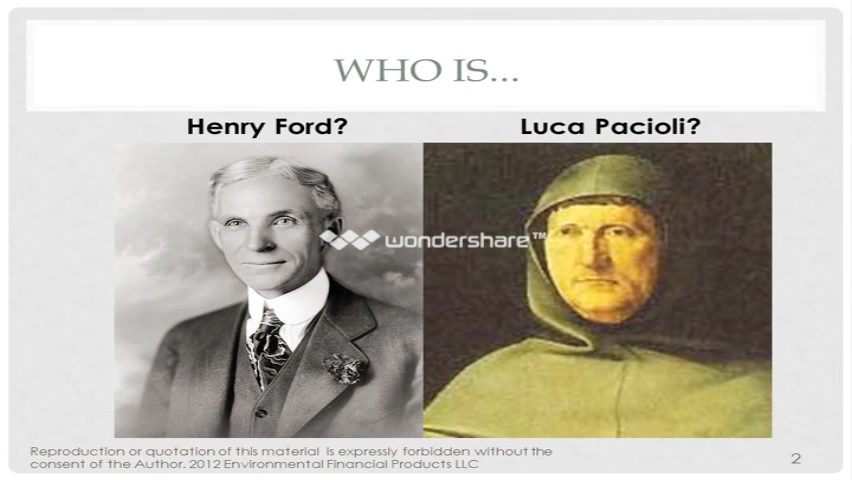 WHO IS…
Henry Ford?
Luca Pacioli?
wondershare™
Reproduction or quotation of this material is expressly forbidden without the
consent of the Author. 2012 Environmental Financial Products LLC
2